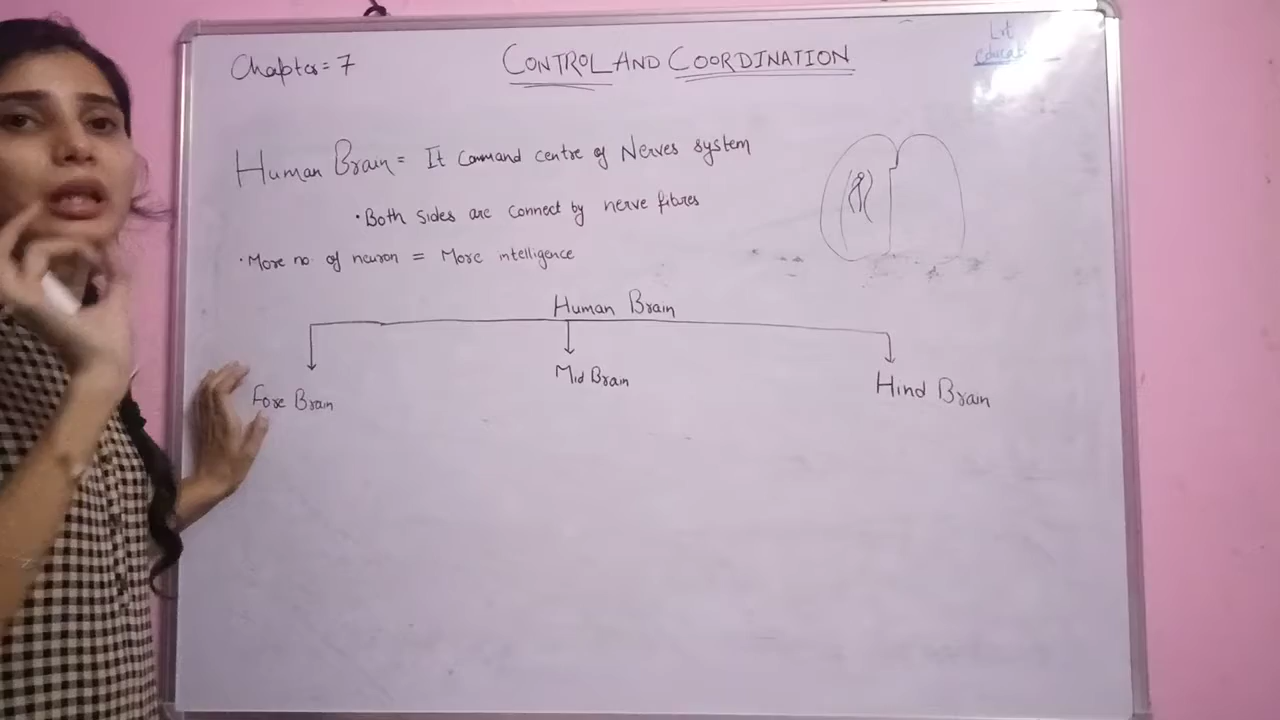 Chapter = 7
CONTROL AND COORDINATION
Human Brain = It Command centre of Nerves system
• Both sides are connect by nerve fibres
• More no. of neuron = More intelligence
Human Brain
Fore Brain
Mid Brain
Hind Brain